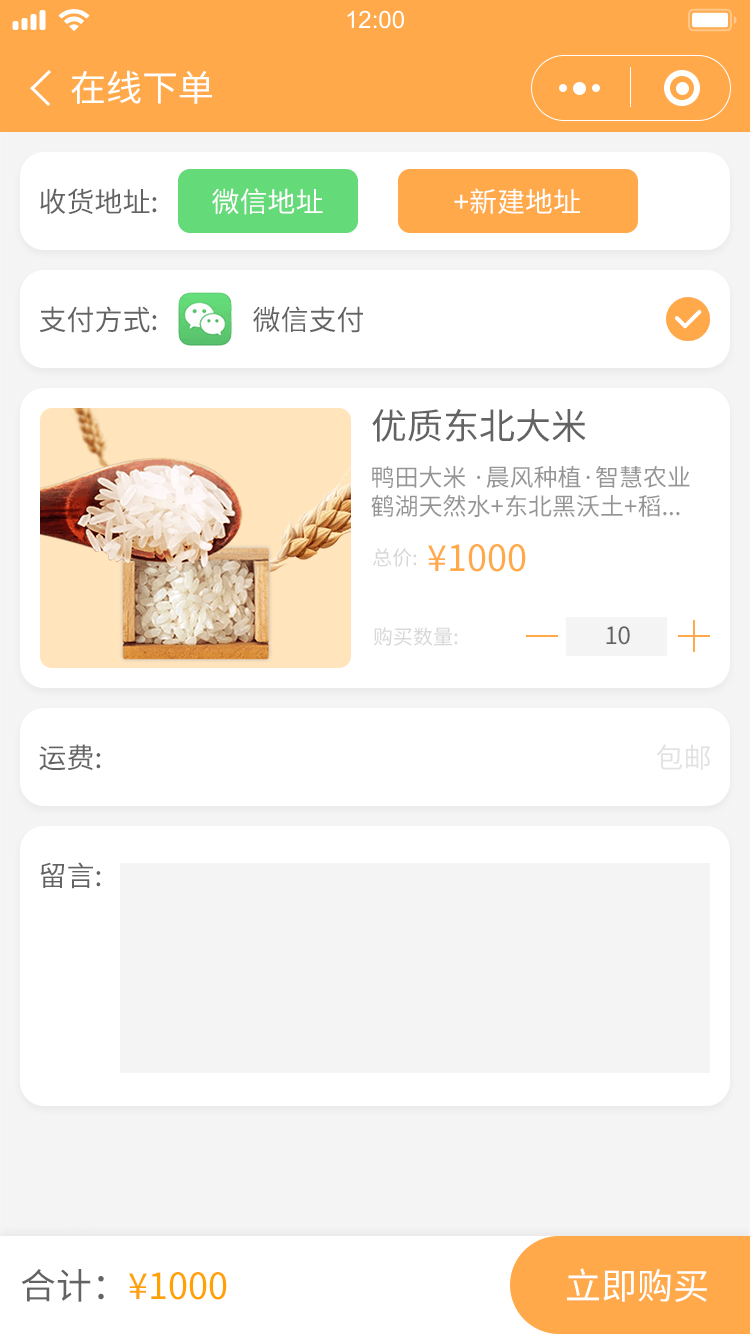 12:00
在线下单
收货地址: 微信地址 +新建地址
支付方式: 微信支付
优质东北大米
鸭田大米 ·晨风种植·智慧农业
鹤湖天然水+东北黑沃土+稻...
总价: ¥1000
购买数量: 10
运费: 包邮
留言:
合计: ¥1000 立即购买